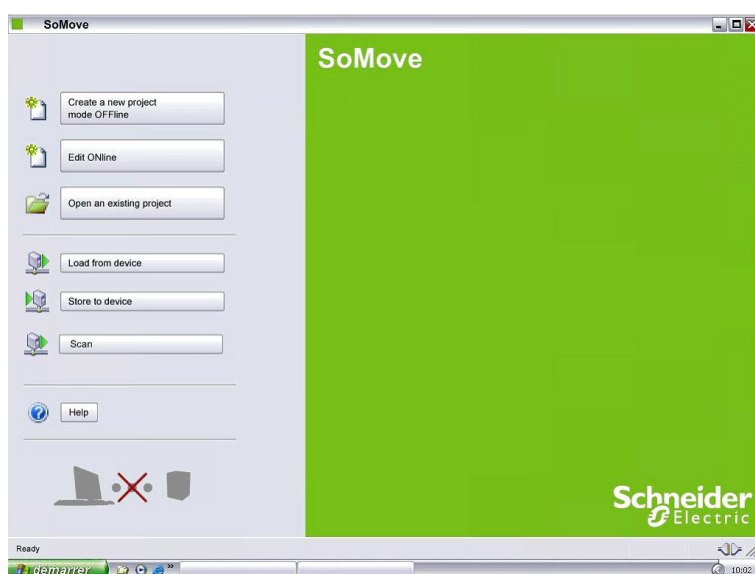 SoMove
SoMove
Create a new project
mode OFFline
Edit ONline
Open an existing project
Load from device
Store to device
Scan
Help
Schneider
Electric
Ready
démarrer
»
10:02